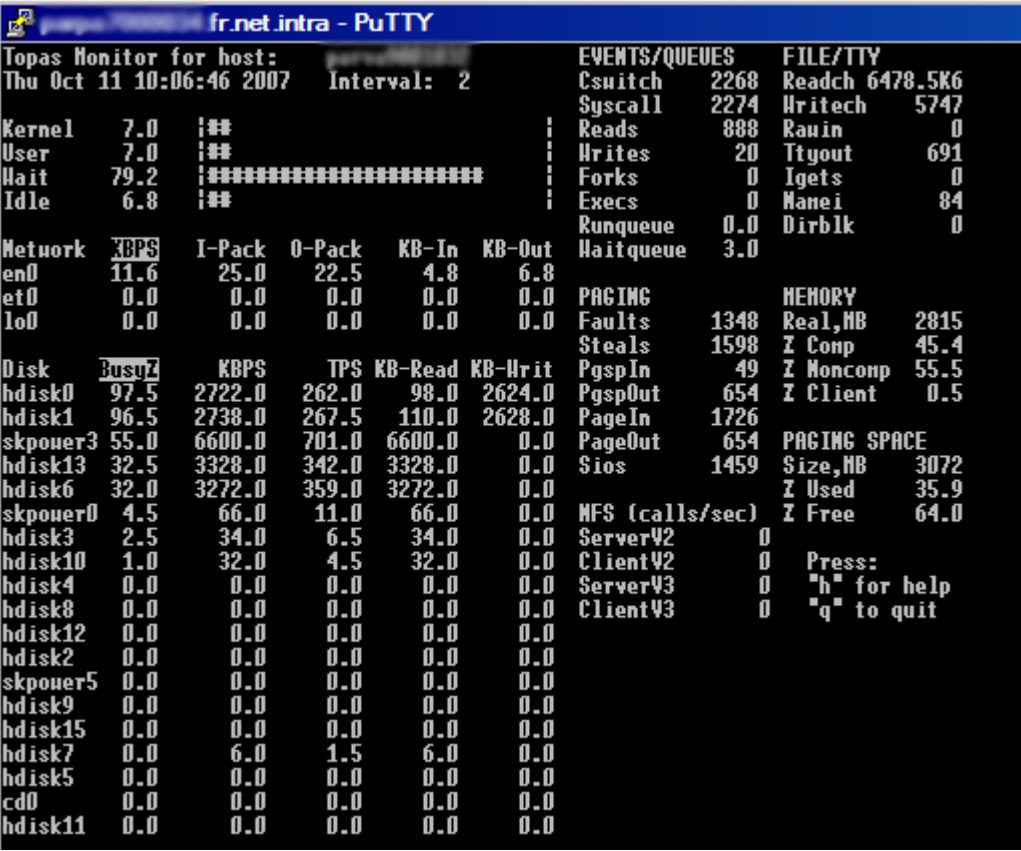 .fr.net.intra - PuTTY
Topas Monitor for host:
Thu Oct 11 10:06:46 2007 Interval: 2
Kernel 7.0 |## |
User 7.0 |## |
Wait 79.2 |####################### |
Idle 6.8 |## |
Network KBPS I-Pack O-Pack KB-In KB-Out
en0 11.6 25.0 22.5 4.8 6.8
et0 0.0 0.0 0.0 0.0 0.0
lo0 0.0 0.0 0.0 0.0 0.0
Disk Busy% KBPS TPS KB-Read KB-Writ
hdisk0 97.5 2722.0 262.0 98.0 2624.0
hdisk1 96.5 2738.0 267.5 110.0 2628.0
skpower3 55.0 6600.0 701.0 6600.0 0.0
hdisk13 32.5 3328.0 342.0 3328.0 0.0
hdisk6 32.0 3272.0 359.0 3272.0 0.0
skpower0 4.5 66.0 11.0 66.0 0.0
hdisk3 2.5 34.0 6.5 34.0 0.0
hdisk10 1.0 32.0 4.5 32.0 0.0
hdisk4 0.0 0.0 0.0 0.0 0.0
hdisk8 0.0 0.0 0.0 0.0 0.0
hdisk12 0.0 0.0 0.0 0.0 0.0
hdisk2 0.0 0.0 0.0 0.0 0.0
skpower5 0.0 0.0 0.0 0.0 0.0
hdisk9 0.0 0.0 0.0 0.0 0.0
hdisk15 0.0 0.0 0.0 0.0 0.0
hdisk7 0.0 6.0 1.5 6.0 0.0
hdisk5 0.0 0.0 0.0 0.0 0.0
cd0 0.0 0.0 0.0 0.0 0.0
hdisk11 0.0 0.0 0.0 0.0 0.0
EVENTS/QUEUES
Cswitch 2268
Syscall 2274
Reads 888
Writes 20
Forks 0
Execs 0
Runqueue 0.0
Waitqueue 3.0
PAGING
Faults 1348
Steals 1598
PgspIn 49
PgspOut 654
PageIn 1726
PageOut 654
Sios 1459
NFS (calls/sec)
ServerV2 0
ClientV2 0
ServerV3 0
ClientV3 0
FILE/TTY
Readch 6478.5K6
Writech 5747
Rawin 0
Ttyout 691
Igets 0
Namei 84
Dirblk 0
MEMORY
Real,MB 2815
% Comp 45.4
% Noncomp 55.5
% Client 0.5
PAGING SPACE
Size,MB 3072
% Used 35.9
% Free 64.0
Press:
"h" for help
"q" to quit